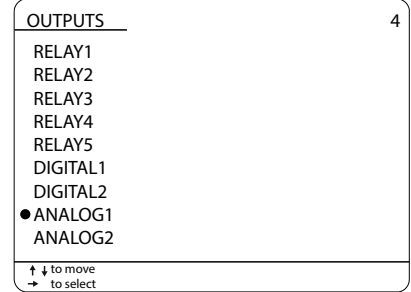 OUTPUTS 4
RELAY1
RELAY2
RELAY3
RELAY4
RELAY5
DIGITAL1
DIGITAL2
●ANALOG1
ANALOG2
↑ ↓ to move
→ to select